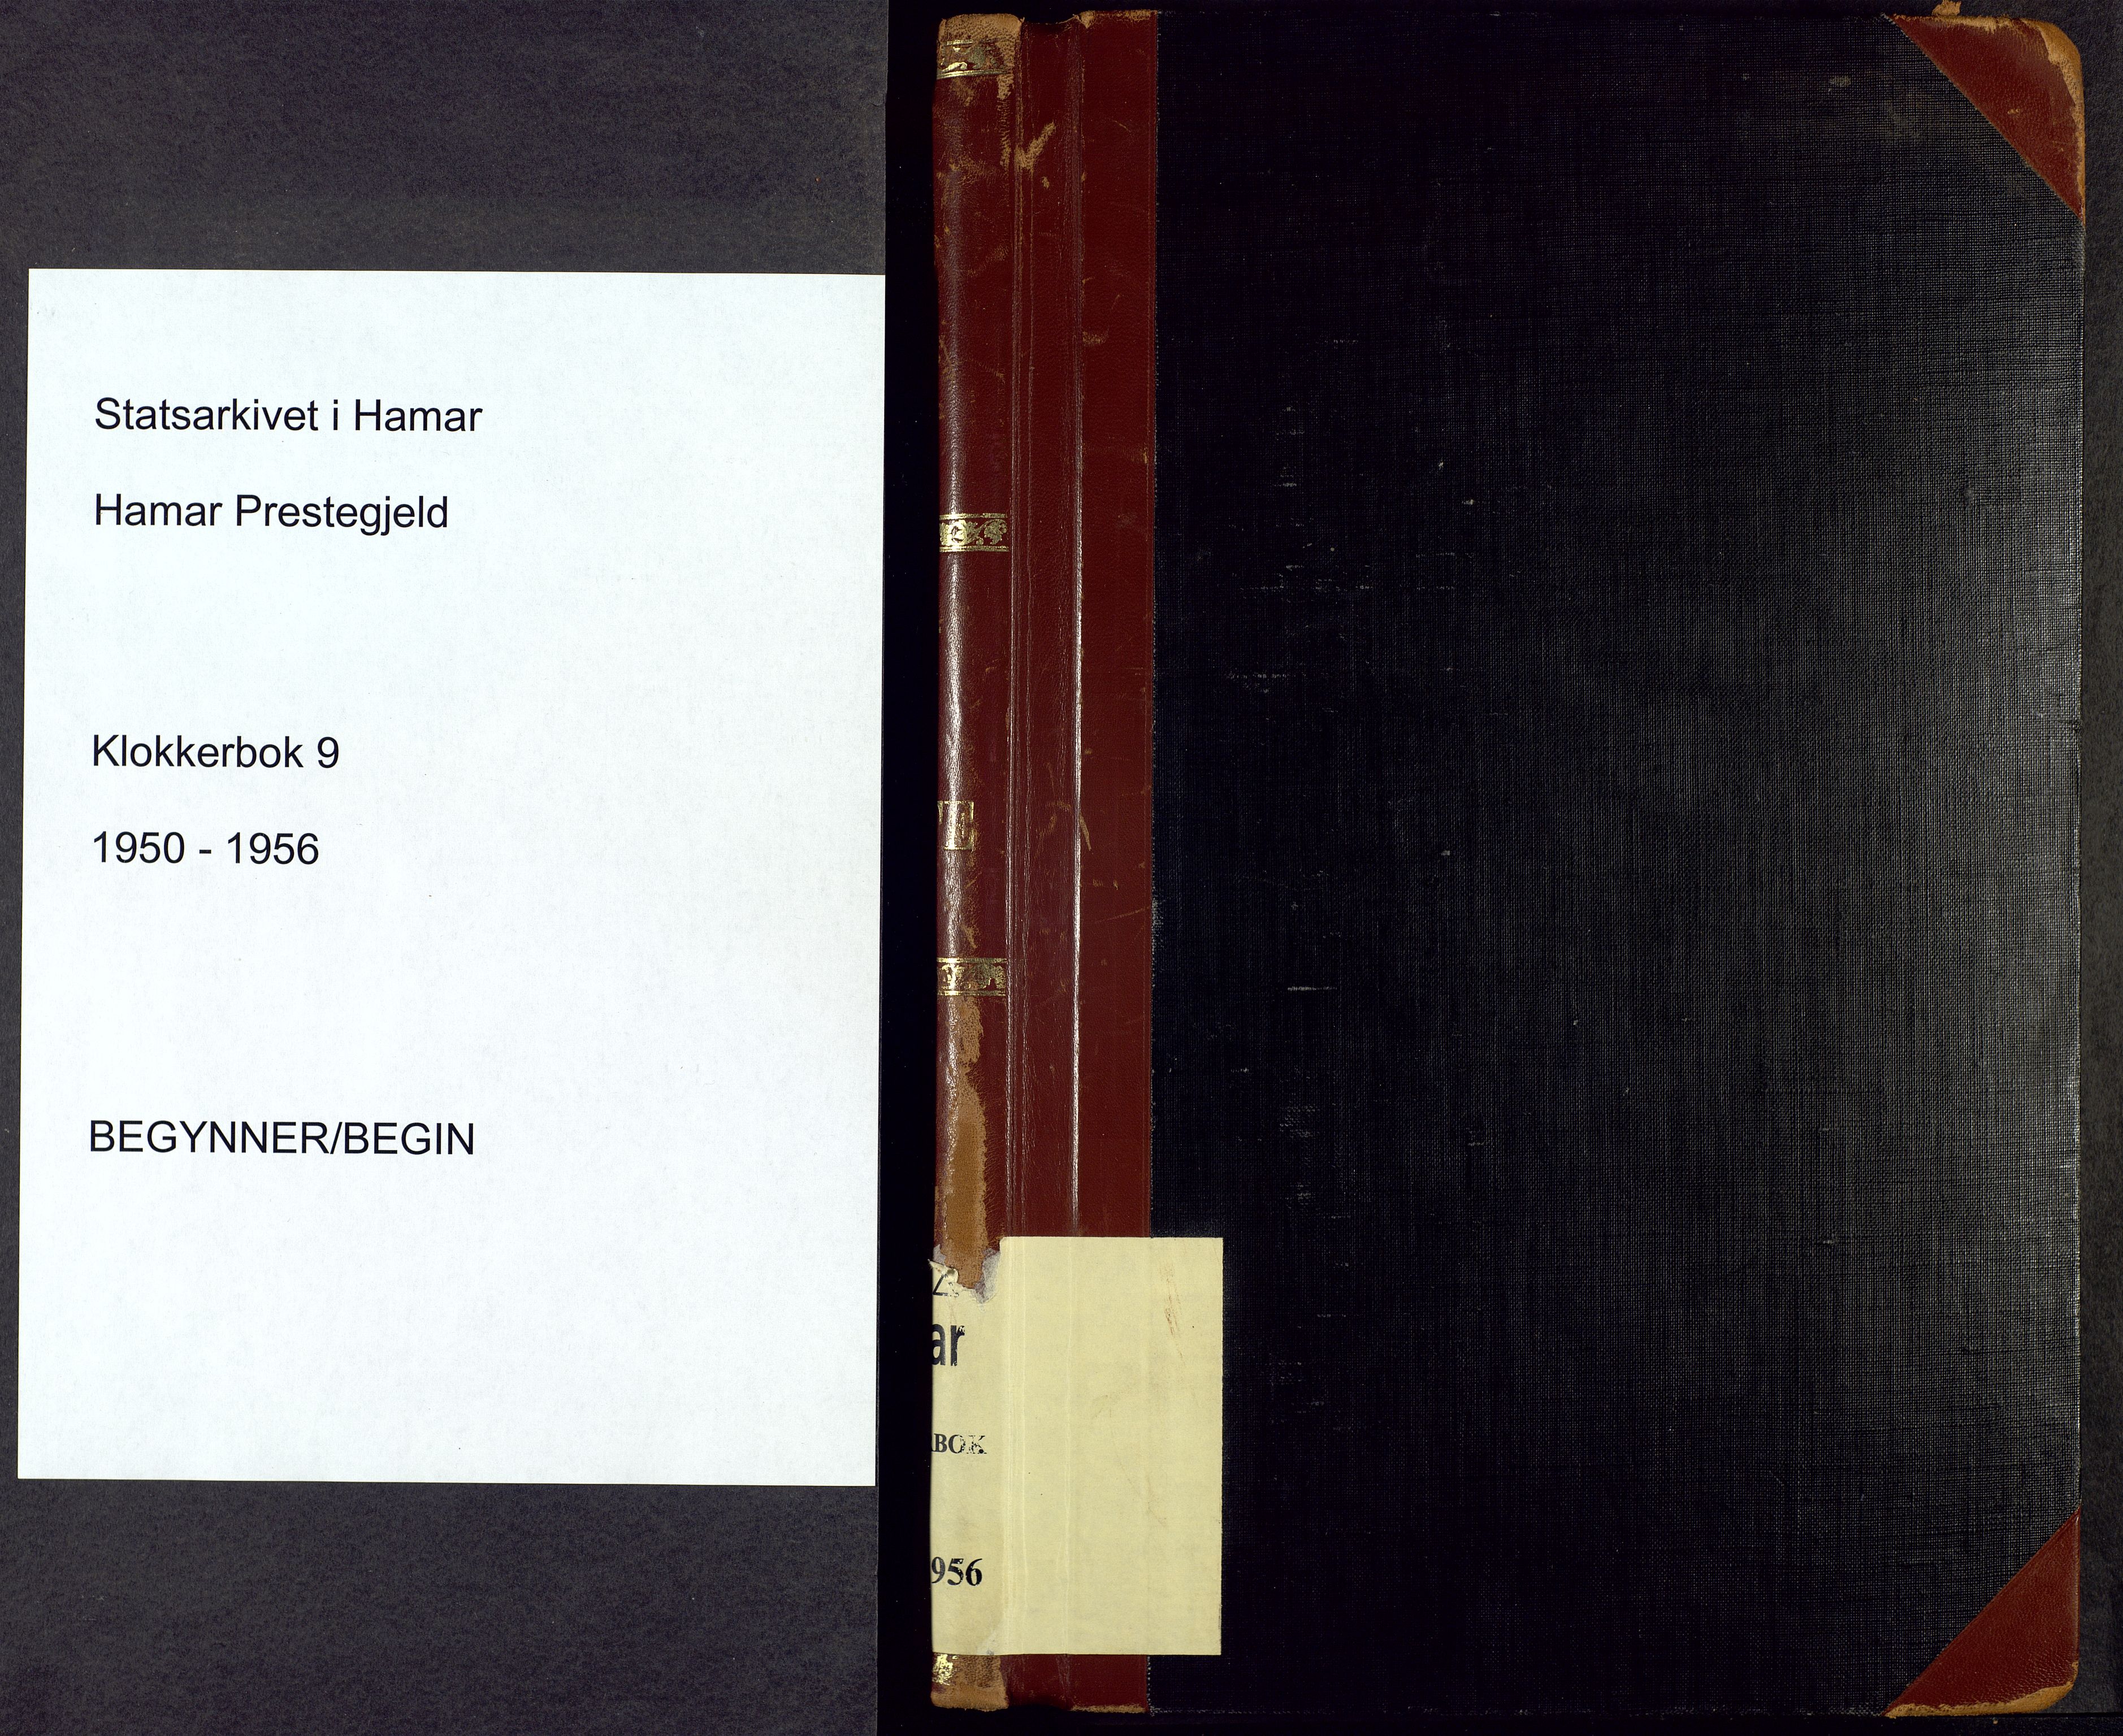 Statsarkivet i Hamar
Hamar Prestegjeld
Klokkerbok 9
1950 - 1956
BEGYNNER/BEGIN
ar
BOK
956